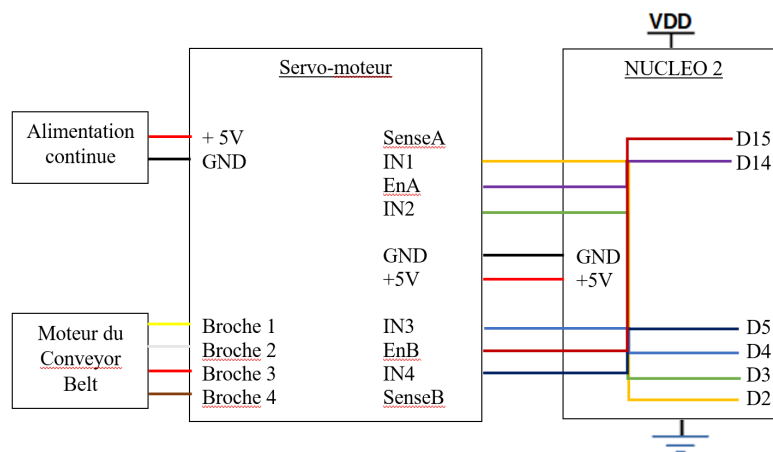 VDD
Servo-moteur
NUCLEO 2
Alimentation
continue
+ 5V
GND
SenseA
IN1
EnA
IN2
GND
+5V
GND
+5V
D15
D14
Moteur du
Conveyor
Belt
Broche 1
Broche 2
Broche 3
Broche 4
IN3
EnB
IN4
SenseB
D5
D4
D3
D2